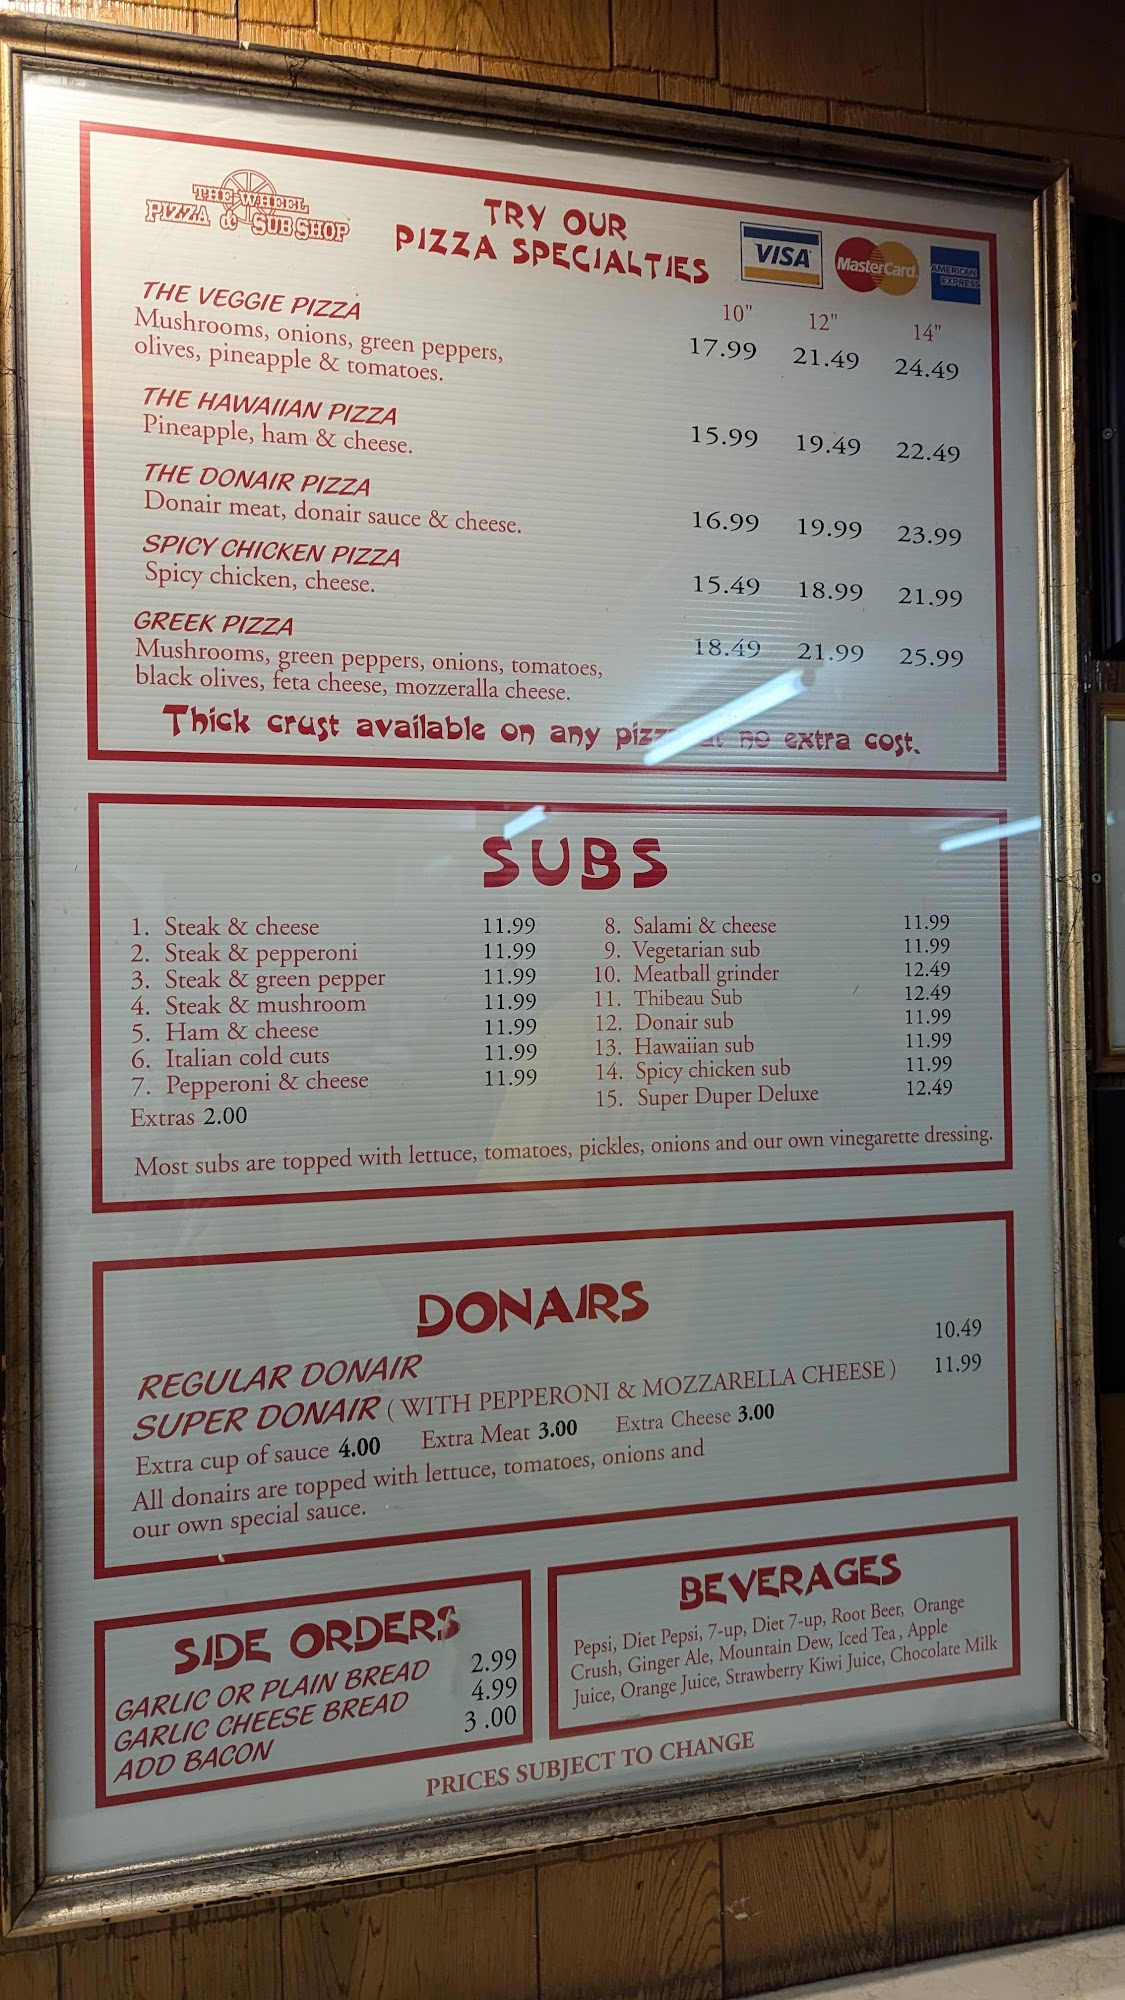 THE WHEEL
PIZZA & SUB SHOP
TRY OUR
PIZZA SPECIALTIES
VISA
MasterCard
AMERICAN
EXPRESS
10" 12" 14"
THE VEGGIE PIZZA 17.99 21.49 24.49
Mushrooms, onions, green peppers,
olives, pineapple & tomatoes.
THE HAWAIIAN PIZZA 15.99 19.49 22.49
Pineapple, ham & cheese.
THE DONAIR PIZZA 16.99 19.99 23.99
Donair meat, donair sauce & cheese.
SPICY CHICKEN PIZZA 15.49 18.99 21.99
Spicy chicken, cheese.
GREEK PIZZA 18.49 21.99 25.99
Mushrooms, green peppers, onions, tomatoes,
black olives, feta cheese, mozzeralla cheese.
Thick crust available on any pizza at no extra cost.
SUBS
1. Steak & cheese 11.99
2. Steak & pepperoni 11.99
3. Steak & green pepper 11.99
4. Steak & mushroom 11.99
5. Ham & cheese 11.99
6. Italian cold cuts 11.99
7. Pepperoni & cheese 11.99
Extras 2.00
8. Salami & cheese 11.99
9. Vegetarian sub 11.99
10. Meatball grinder 12.49
11. Thibeau Sub 12.49
12. Donair sub 11.99
13. Hawaiian sub 11.99
14. Spicy chicken sub 11.99
15. Super Duper Deluxe 12.49
Most subs are topped with lettuce, tomatoes, pickles, onions and our own vinegarette dressing.
DONAIRS
REGULAR DONAIR 10.49
SUPER DONAIR ( WITH PEPPERONI & MOZZARELLA CHEESE ) 11.99
Extra cup of sauce 4.00 Extra Meat 3.00 Extra Cheese 3.00
All donairs are topped with lettuce, tomatoes, onions and
our own special sauce.
SIDE ORDERS
GARLIC OR PLAIN BREAD 2.99
GARLIC CHEESE BREAD 4.99
ADD BACON 3 .00
BEVERAGES
Pepsi, Diet Pepsi, 7-up, Diet 7-up, Root Beer, Orange
Crush, Ginger Ale, Mountain Dew, Iced Tea , Apple
Juice, Orange Juice, Strawberry Kiwi Juice, Chocolate Milk
PRICES SUBJECT TO CHANGE